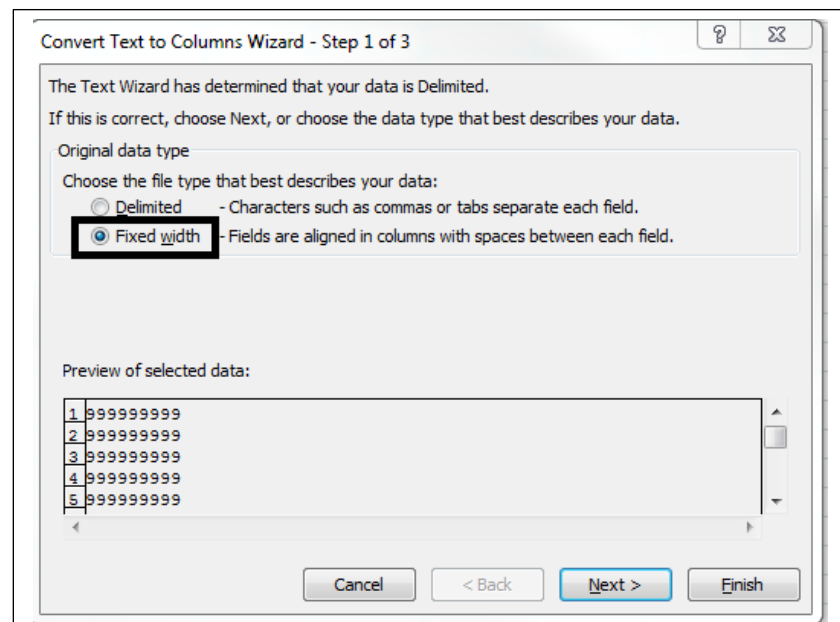 Convert Text to Columns Wizard - Step 1 of 3
The Text Wizard has determined that your data is Delimited.
If this is correct, choose Next, or choose the data type that best describes your data.
Original data type
Choose the file type that best describes your data:
Delimited - Characters such as commas or tabs separate each field.
Fixed width - Fields are aligned in columns with spaces between each field.
Preview of selected data:
1 999999999
2 999999999
3 999999999
4 999999999
5 999999999
Cancel < Back Next > Finish